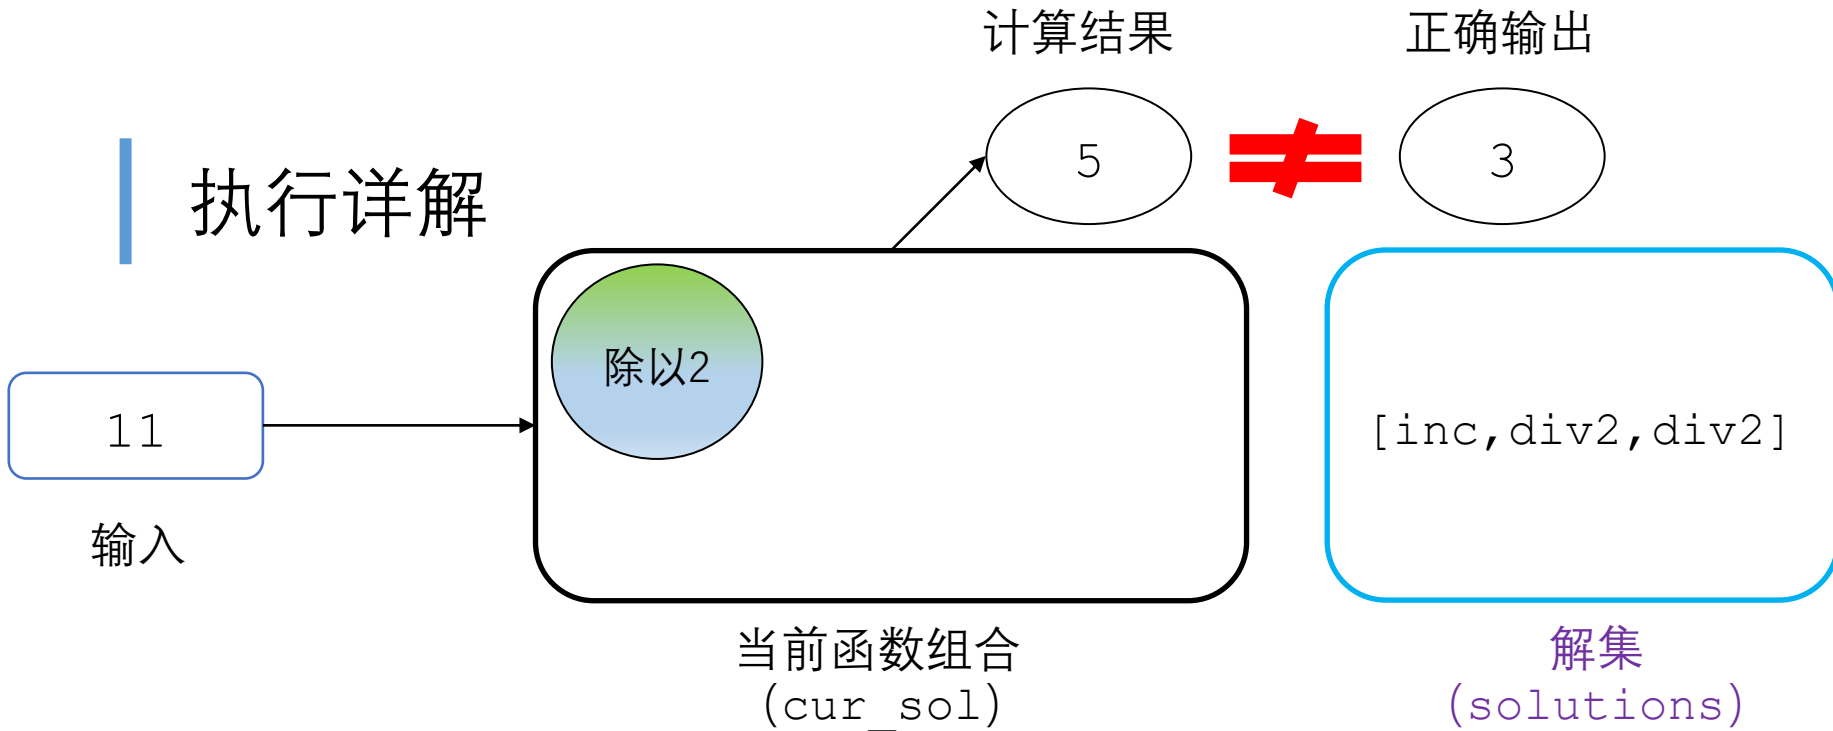 计算结果
正确输出
执行详解
5
3
除以2
11
[inc,div2,div2]
输入
当前函数组合
(cur_sol)
解集
(solutions)